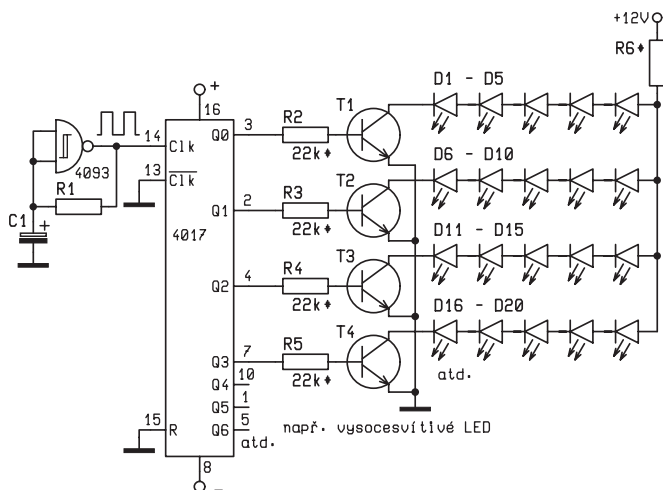 +12V
R6*
D1 - D5
+
16
T1
R2
3
Q0
14
Clk
22k*
4093
13
Clk
D6 - D10
T2
R3
R1
2
Q1
22k*
C1
+
4017
D11 - D15
T3
R4
4
Q2
22k*
D16 - D20
T4
R5
7
Q3
22k*
10
Q4
atd.
1
Q5
15
R
5
Q6
např. vysocesvítivé LED
atd.
8
-